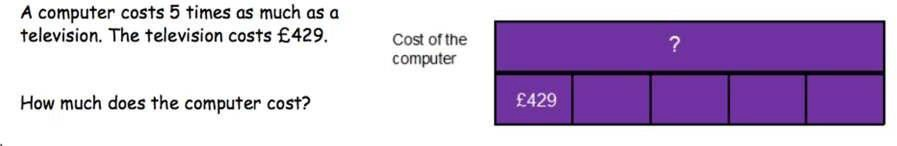 A computer costs 5 times as much as a
television. The television costs £429.
How much does the computer cost?
Cost of the
computer
?
£429